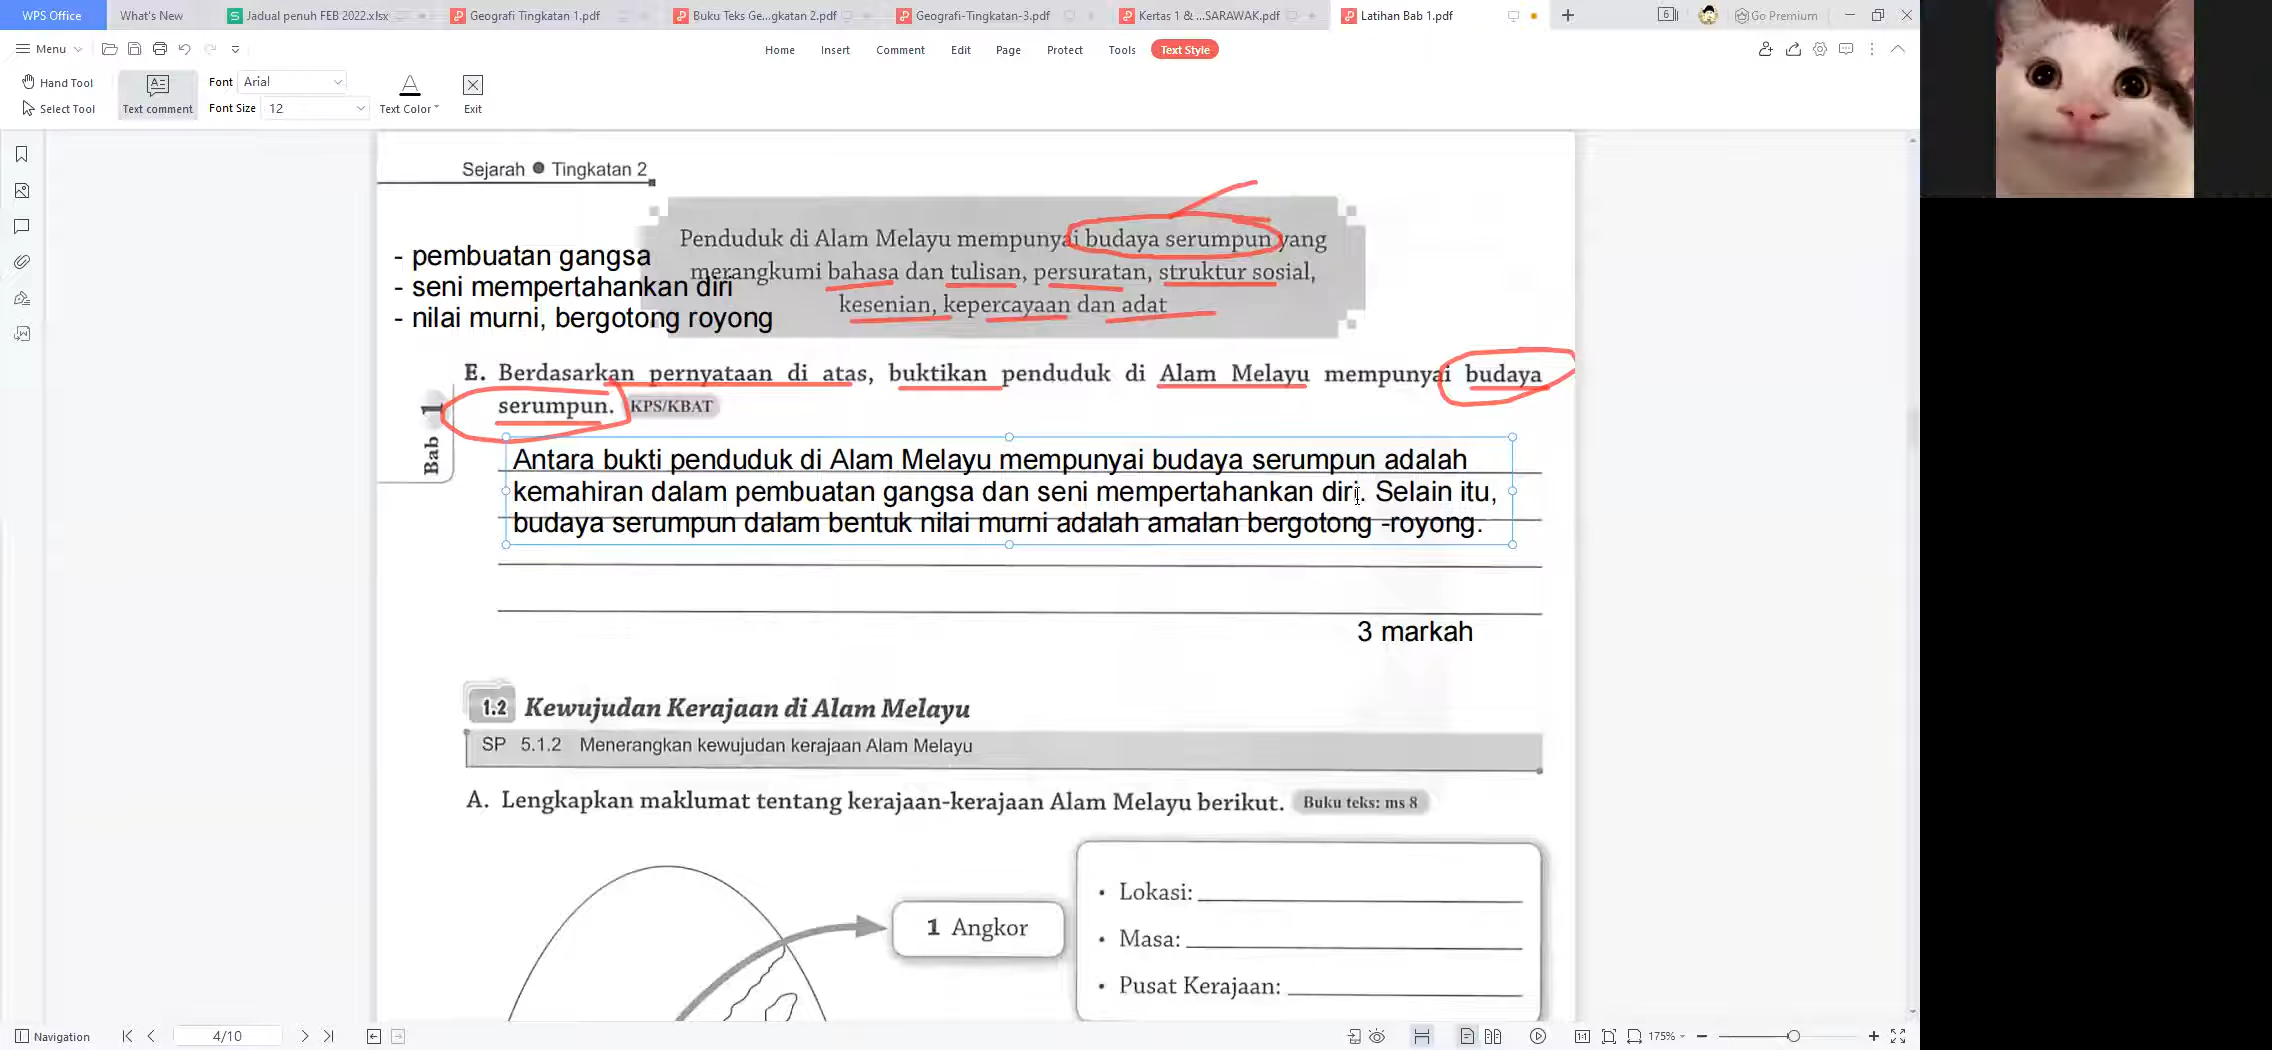 WPS Office
What's New
Jadual penuh FEB 2022.xlsx
Geografi Tingkatan 1.pdf
Buku Teks Ge...gkatan 2.pdf
Geografi-Tingkatan-3.pdf
Kertas 1 & ...SARAWAK.pdf
Latihan Bab 1.pdf
6
Go Premium
Menu
Home Insert Comment Edit Page Protect Tools Text Style
Hand Tool
Select Tool
Text comment
Font Arial
Font Size 12
Text Color
Exit
Sejarah ● Tingkatan 2
- pembuatan gangsa
- seni mempertahankan diri
- nilai murni, bergotong royong
Penduduk di Alam Melayu mempunyai budaya serumpun yang
merangkumi bahasa dan tulisan, persuratan, struktur sosial,
kesenian, kepercayaan dan adat
E. Berdasarkan pernyataan di atas, buktikan penduduk di Alam Melayu mempunyai budaya
serumpun. KPS/KBAT
Bab 1
Antara bukti penduduk di Alam Melayu mempunyai budaya serumpun adalah
kemahiran dalam pembuatan gangsa dan seni mempertahankan diri. Selain itu,
budaya serumpun dalam bentuk nilai murni adalah amalan bergotong -royong.
3 markah
1.2 Kewujudan Kerajaan di Alam Melayu
SP 5.1.2 Menerangkan kewujudan kerajaan Alam Melayu
A. Lengkapkan maklumat tentang kerajaan-kerajaan Alam Melayu berikut. Buku teks: ms 8
1 Angkor
• Lokasi:
• Masa:
• Pusat Kerajaan:
Navigation
4/10
1:1
175%